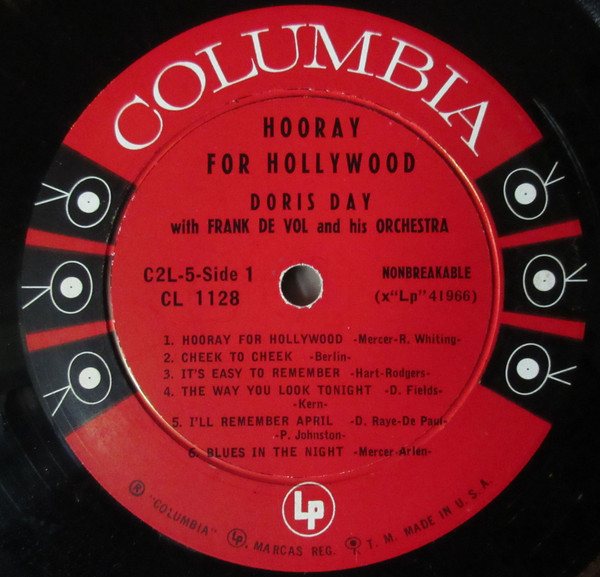 COLUMBIA
HOORAY
FOR HOLLYWOOD
DORIS DAY
with FRANK DE VOL and his ORCHESTRA
C2L-5-Side 1
CL 1128
NONBREAKABLE
(x"Lp"41966)
1. HOORAY FOR HOLLYWOOD -Mercer-R. Whiting-
2. CHEEK TO CHEEK -Berlin-
3. IT'S EASY TO REMEMBER -Hart-Rodgers-
4. THE WAY YOU LOOK TONIGHT -D. Fields-
-Kern-
5. I'LL REMEMBER APRIL -D. Raye-De Paul-
-P. Johnston-
6. BLUES IN THE NIGHT -Mercer-Arlen-
Lp
® "COLUMBIA" Lp, MARCAS REG. T. M. MADE IN U. S. A.